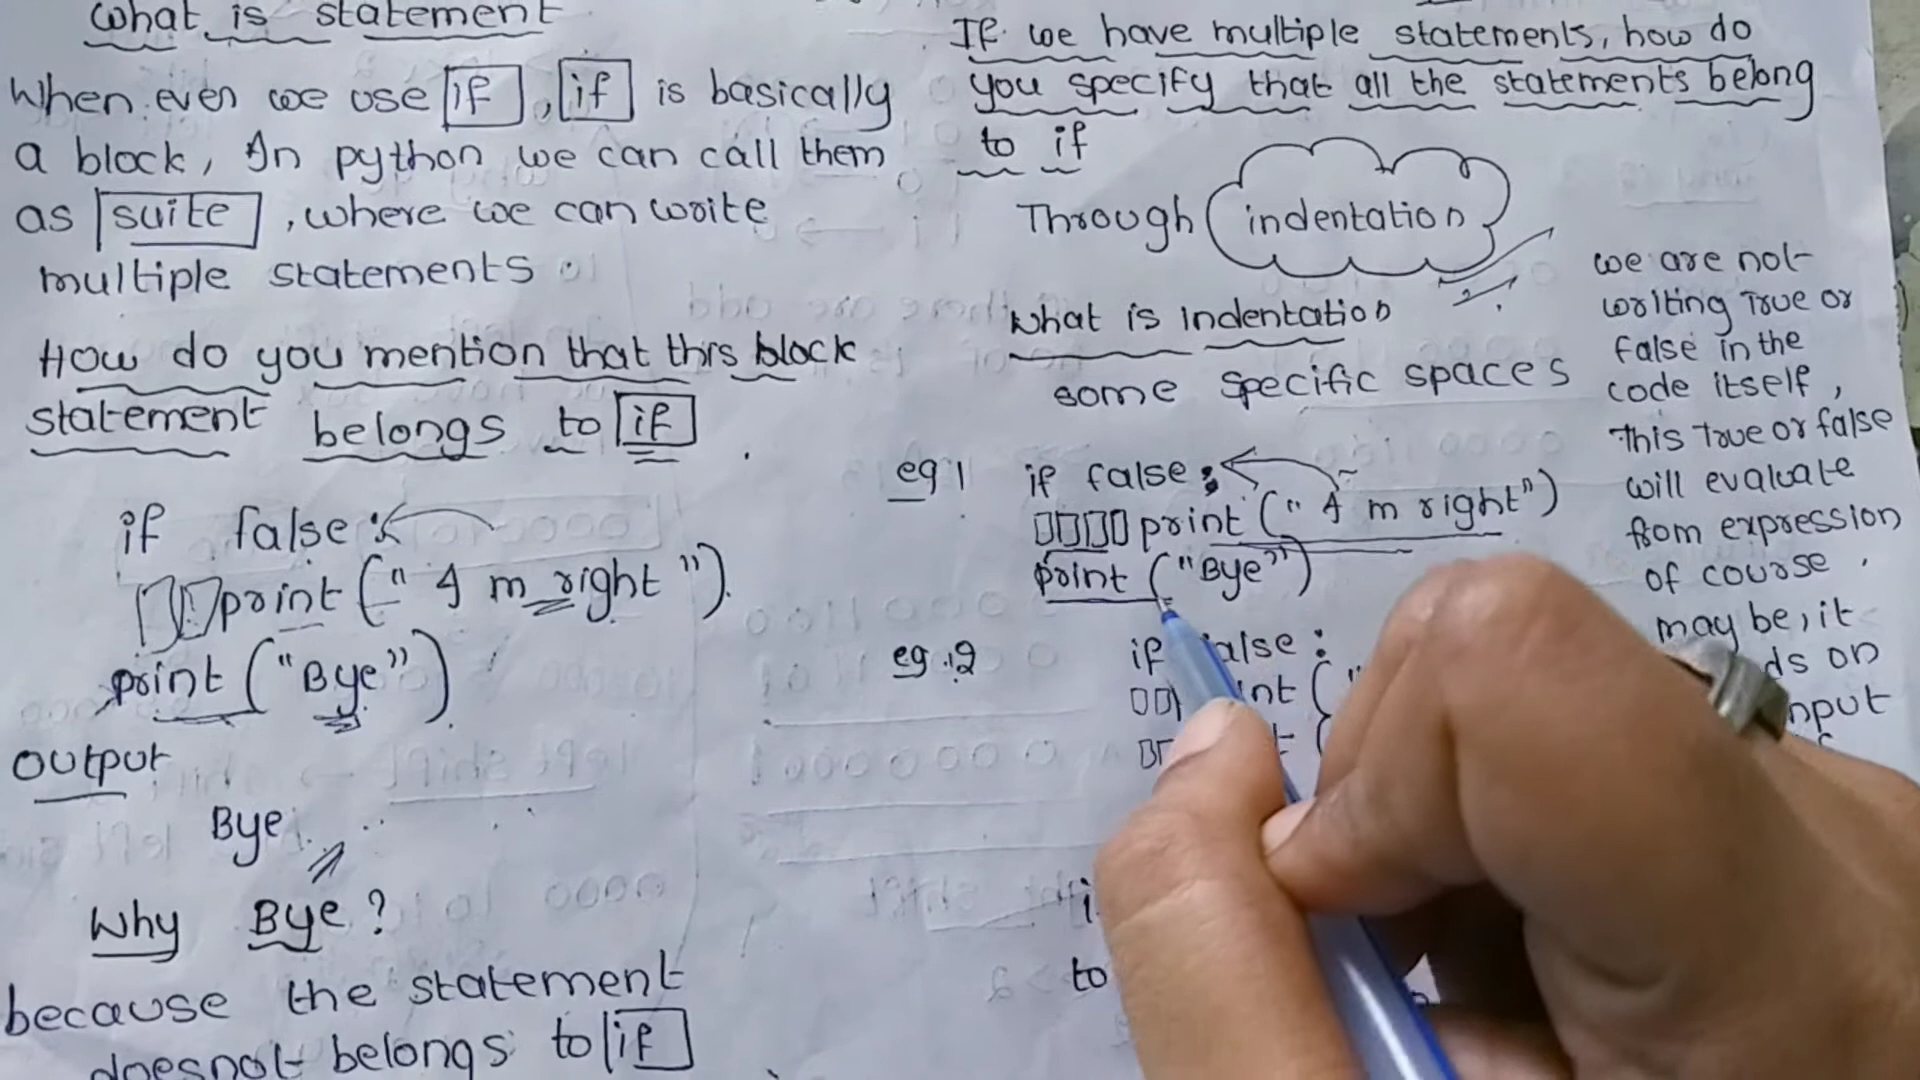 what is statement
When even we use if, if is basically
a block, In python we can call them
as suite, where we can write
multiple statements
How do you mention that this block
statement belongs to if
if false:
print(" I m right ")
print("Bye")
output
Bye
Why Bye?
because the statement
doesnot belongs to if
If we have multiple statements, how do
you specify that all the statements belong
to if
Through indentation
what is indentation
some specific spaces
eg 1 if false:
print(" I m right")
print("Bye")
eg.2 if false:
to
we are not
writing True or
false in the
code itself,
this True or false
will evaluate
from expression
of course,
may be, it
on